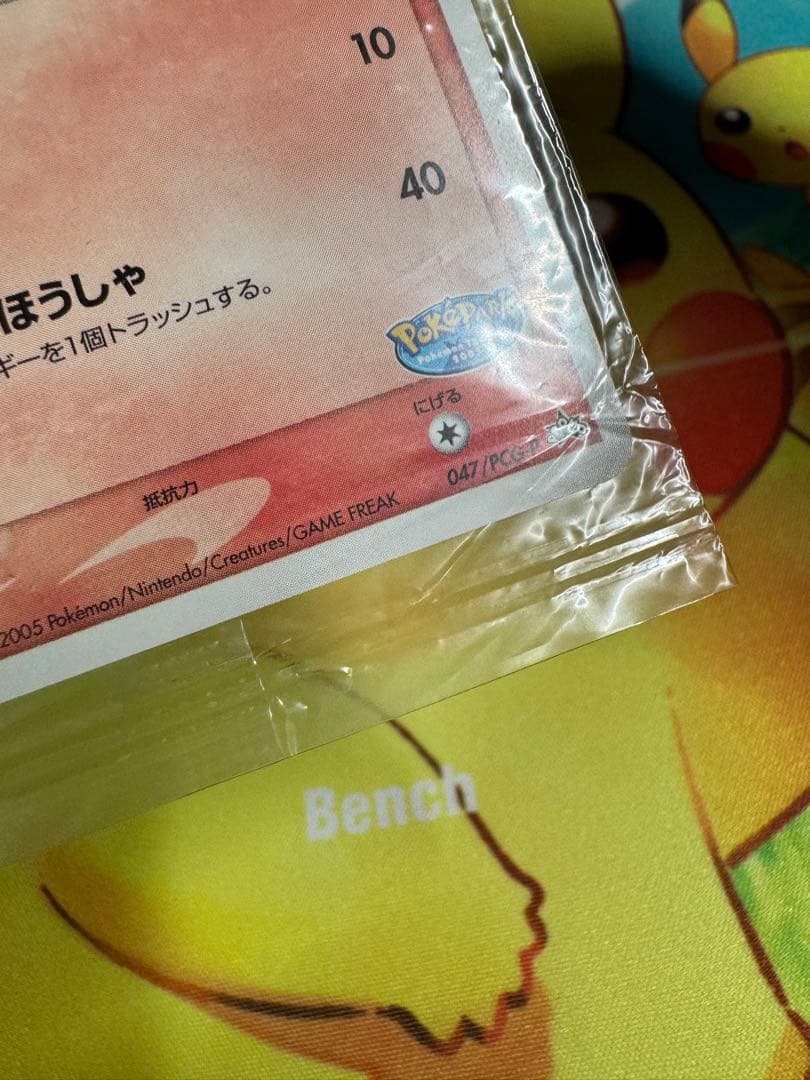 10
40
ほうしゃ
ギーを1個トラッシュする。
POKÉPARK
にげる
047/PCG-P
抵抗力
2005 Pokémon/Nintendo/Creatures/GAME FREAK
Bench